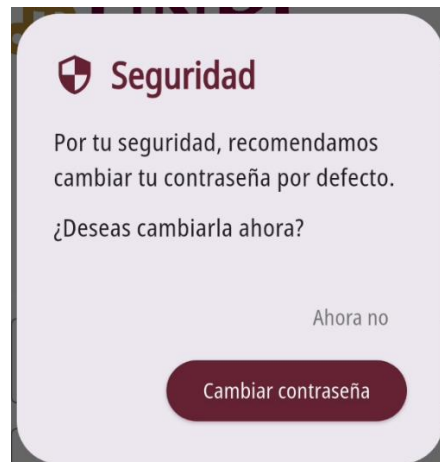 Seguridad
Por tu seguridad, recomendamos
cambiar tu contraseña por defecto.
¿Deseas cambiarla ahora?
Ahora no
Cambiar contraseña